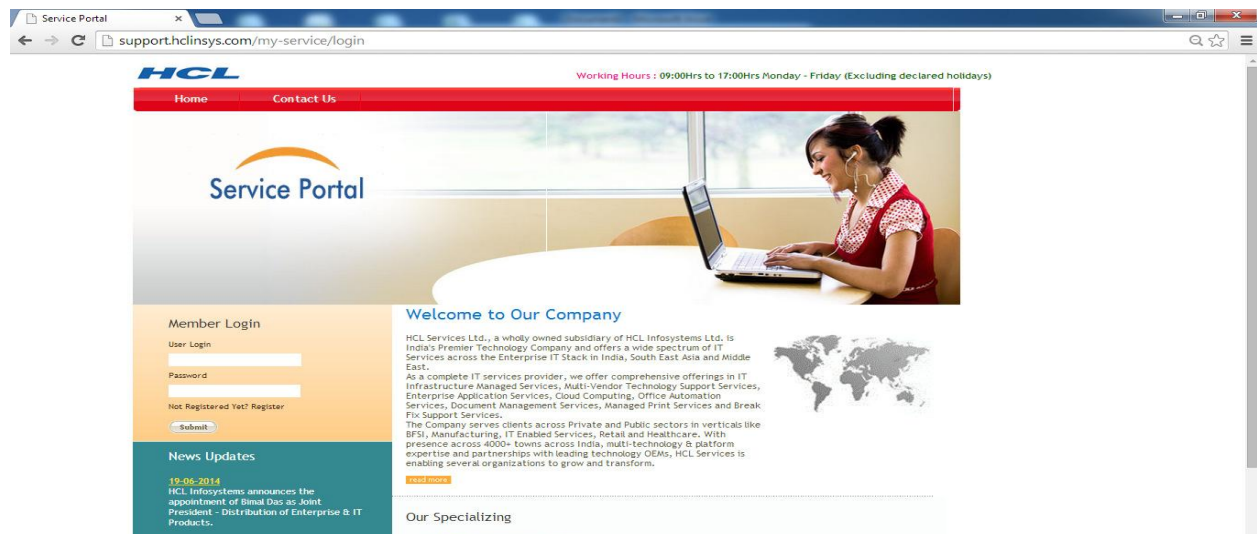 Service Portal
support.hclinsys.com/my-service/login
HCL
Working Hours : 09:00Hrs to 17:00Hrs Monday - Friday (Excluding declared holidays)
Home Contact Us
Service Portal
Member Login
User Login
Password
Not Registered Yet? Register
Submit
News Updates
19-06-2014
HCL Infosystems announces the
appointment of Bimal Das as Joint
President - Distribution of Enterprise & IT
Products.
Welcome to Our Company
HCL Services Ltd., a wholly owned subsidiary of HCL Infosystems Ltd. is
India's Premier Technology Company and offers a wide spectrum of IT
Services across the Enterprise IT Stack in India, South East Asia and Middle
East.
As a complete IT services provider, we offer comprehensive offerings in IT
Infrastructure Managed Services, Multi-Vendor Technology Support Services,
Enterprise Application Services, Cloud Computing, Office Automation
Services, Document Management Services, Managed Print Services and Break
Fix Support Services.
The Company serves clients across Private and Public sectors in verticals like
BFSI, Manufacturing, IT Enabled Services, Retail and Healthcare. With
presence across 4000+ towns across India, multi-technology & platform
expertise and partnerships with leading technology OEMs, HCL Services is
enabling several organizations to grow and transform.
read more
Our Specializing